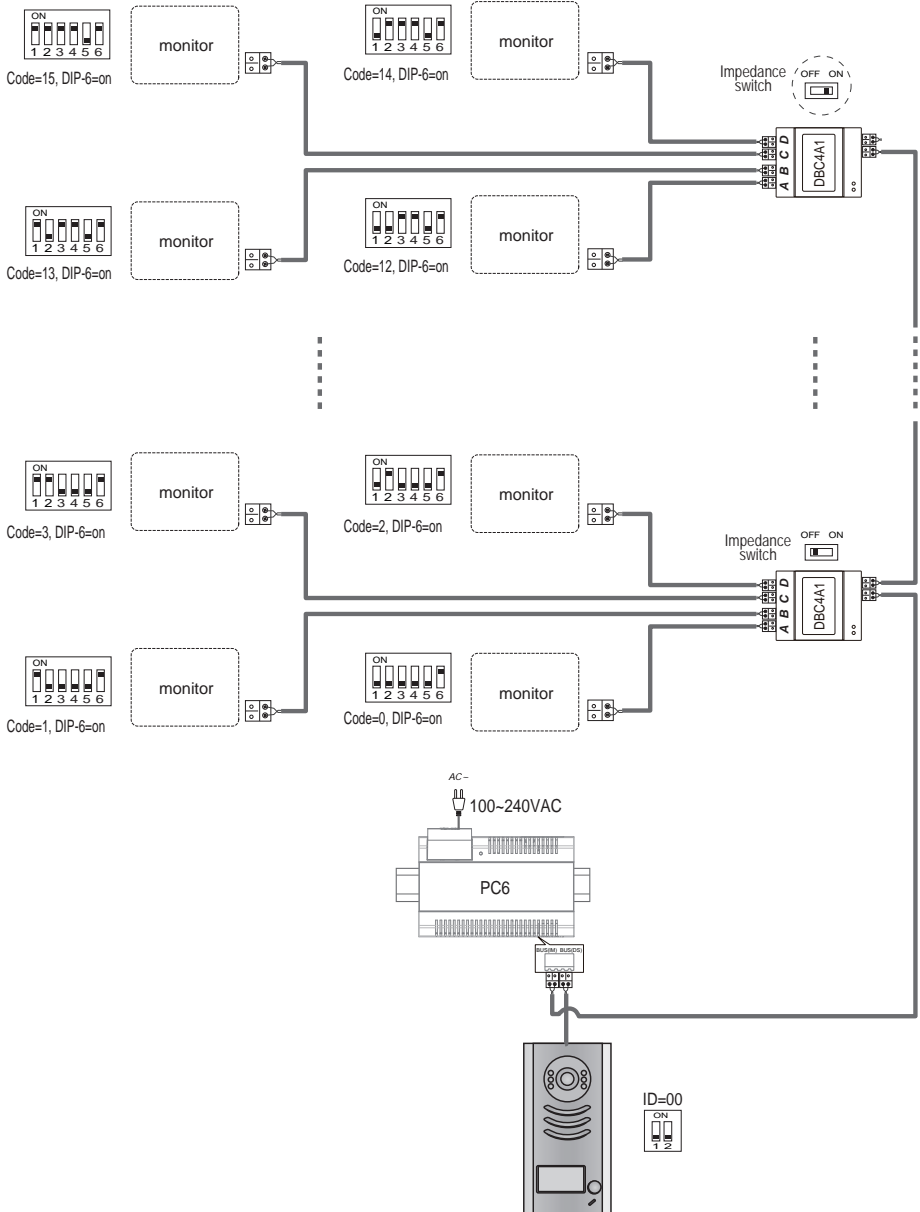 ON
1 2 3 4 5 6
monitor
Code=15, DIP-6=on
ON
1 2 3 4 5 6
monitor
Code=14, DIP-6=on
Impedance
switch
OFF ON
A B C D
DBC4A1
ON
1 2 3 4 5 6
monitor
Code=13, DIP-6=on
ON
1 2 3 4 5 6
monitor
Code=12, DIP-6=on
ON
1 2 3 4 5 6
monitor
Code=3, DIP-6=on
ON
1 2 3 4 5 6
monitor
Code=2, DIP-6=on
Impedance
switch
OFF ON
A B C D
DBC4A1
ON
1 2 3 4 5 6
monitor
Code=1, DIP-6=on
ON
1 2 3 4 5 6
monitor
Code=0, DIP-6=on
AC~
100~240VAC
PC6
BUS(IM) BUS(DS)
ID=00
ON
1 2